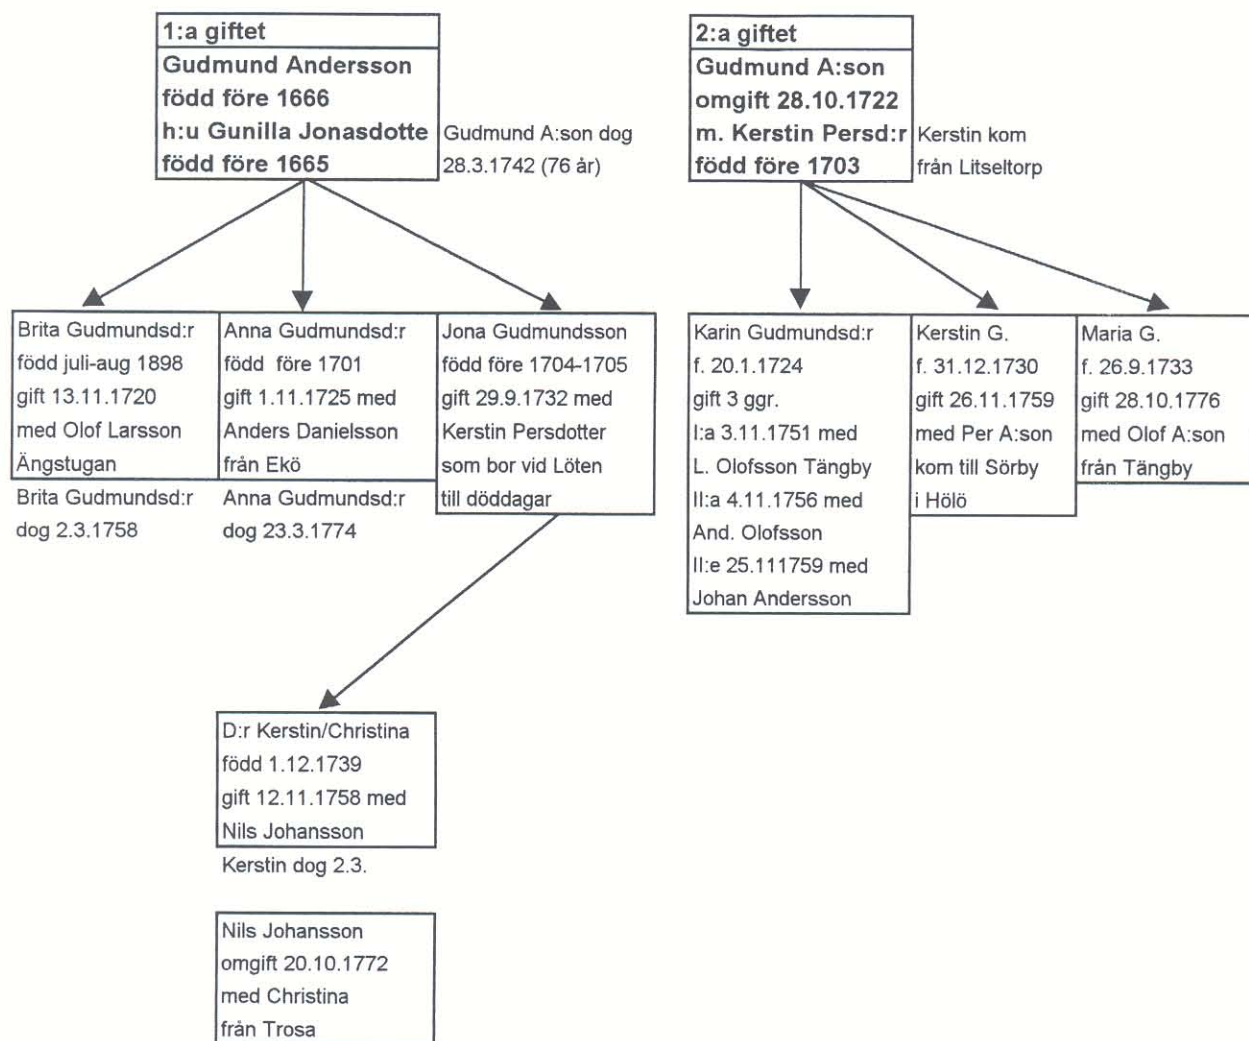 1:a giftet
Gudmund Andersson
född före 1666
h:u Gunilla Jonasdotte
född före 1665
Gudmund A:son dog
28.3.1742 (76 år)
2:a giftet
Gudmund A:son
omgift 28.10.1722
m. Kerstin Persd:r
född före 1703
Kerstin kom
från Litseltorp
Brita Gudmundsd:r
född juli-aug 1898
gift 13.11.1720
med Olof Larsson
Ängstugan
Brita Gudmundsd:r
dog 2.3.1758
Anna Gudmundsd:r
född före 1701
gift 1.11.1725 med
Anders Danielsson
från Ekö
Anna Gudmundsd:r
dog 23.3.1774
Jona Gudmundsson
född före 1704-1705
gift 29.9.1732 med
Kerstin Persdotter
som bor vid Löten
till döddagar
Karin Gudmundsd:r
f. 20.1.1724
gift 3 ggr.
I:a 3.11.1751 med
L. Olofsson Tängby
II:a 4.11.1756 med
And. Olofsson
II:e 25.111759 med
Johan Andersson
Kerstin G.
f. 31.12.1730
gift 26.11.1759
med Per A:son
kom till Sörby
i Hölö
Maria G.
f. 26.9.1733
gift 28.10.1776
med Olof A:son
från Tängby
D:r Kerstin/Christina
född 1.12.1739
gift 12.11.1758 med
Nils Johansson
Kerstin dog 2.3.
Nils Johansson
omgift 20.10.1772
med Christina
från Trosa